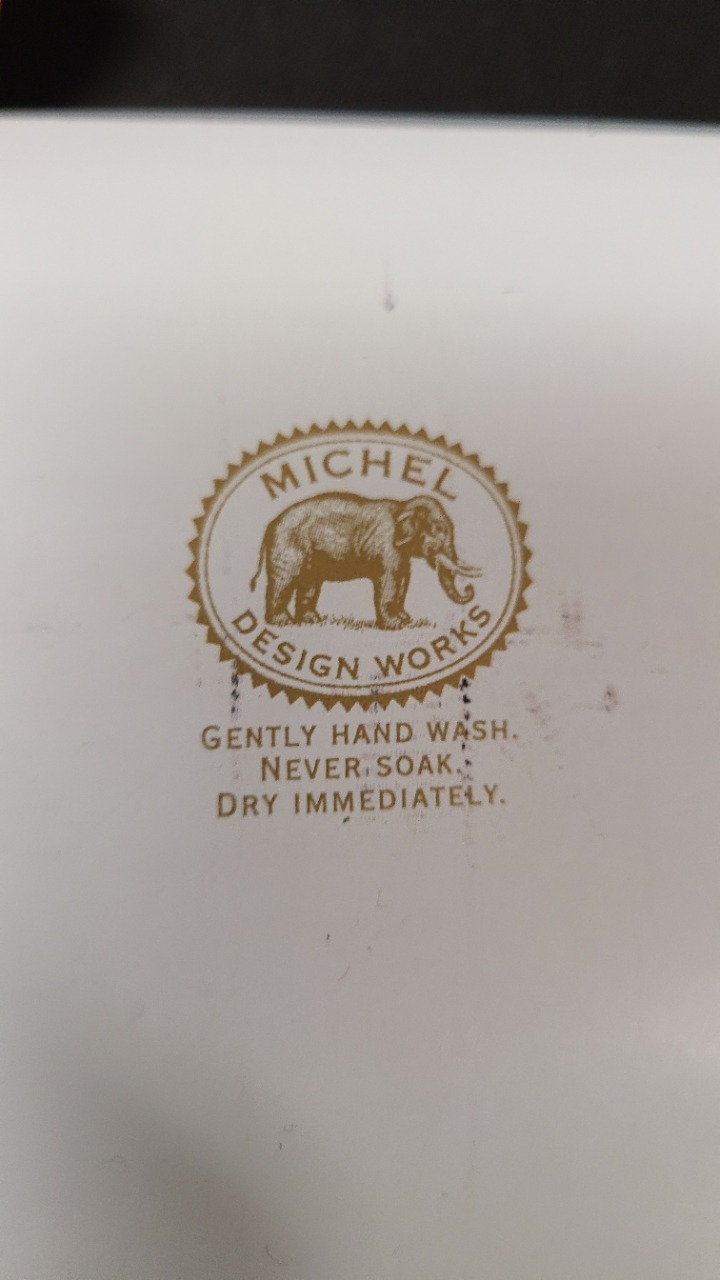 MICHEL
DESIGN WORKS
GENTLY HAND WASH.
NEVER SOAK.
DRY IMMEDIATELY.